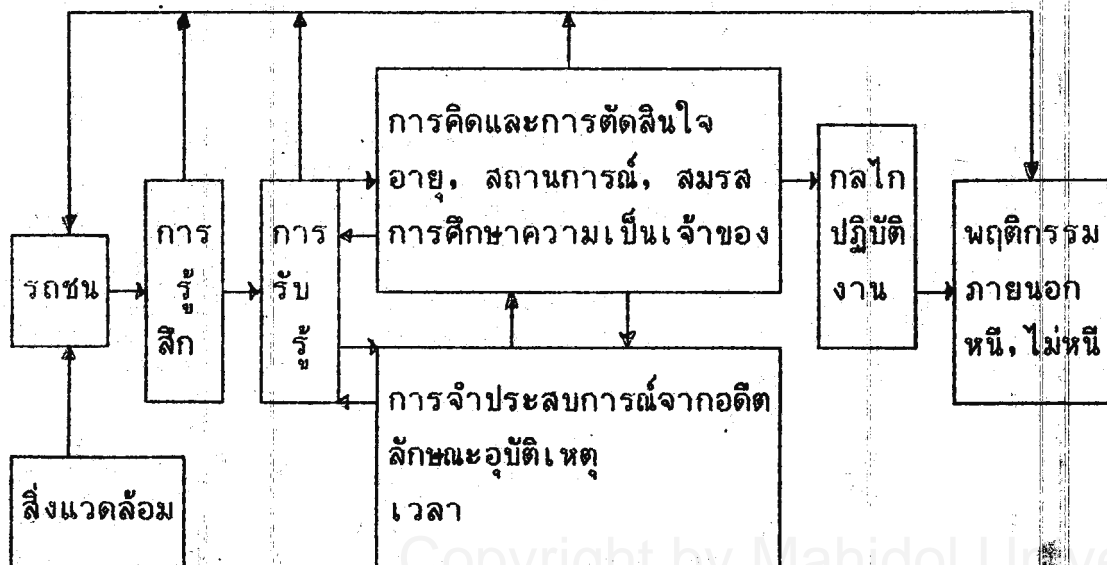 รถชน
สิ่งแวดล้อม
การ
รู้
สึก
การ
รับ
รู้
การคิดและการตัดสินใจ
อายุ, สถานการณ์, สมรส
การศึกษาความเป็นเจ้าของ
การจำประสบการณ์จากอดีต
ลักษณะอุบัติเหตุ
เวลา
กลไก
ปฏิบัติ
งาน
พฤติกรรม
ภายนอก
หนี, ไม่หนี
Copyright by Mahidol